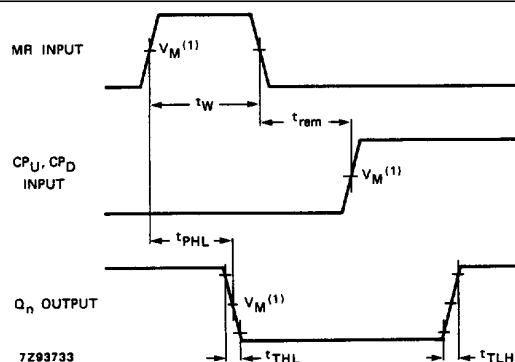 MR INPUT
VM(1)
tW
trem
CPU, CPD
INPUT
VM(1)
tPHL
Qn OUTPUT
VM(1)
7Z93733
tTHL
tTLH